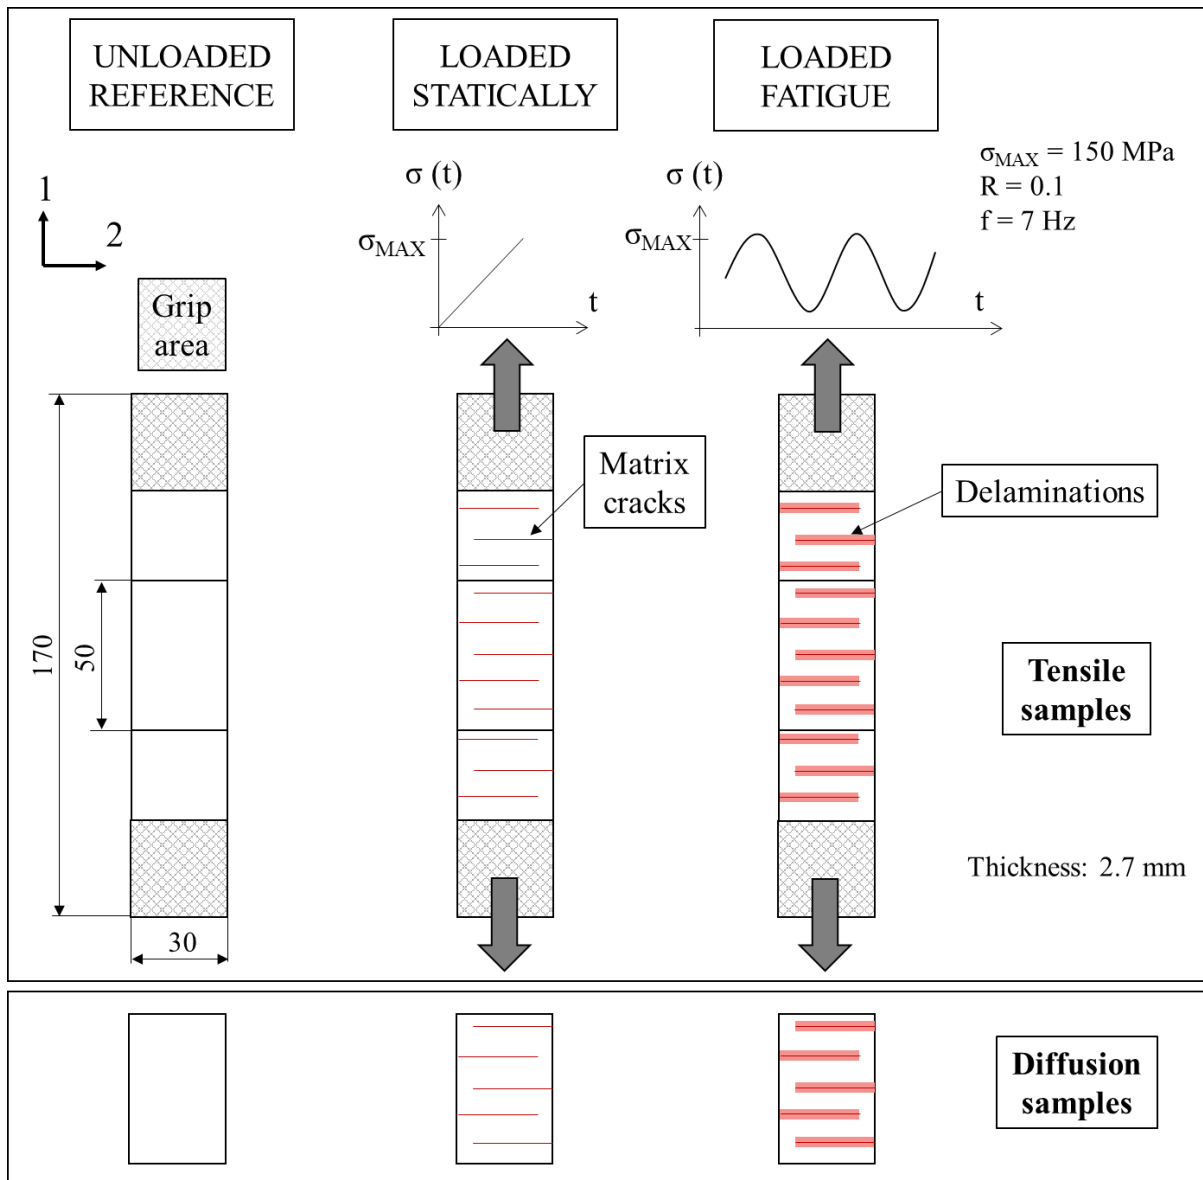 UNLOADED
REFERENCE
LOADED
STATICALLY
LOADED
FATIGUE
σMAX = 150 MPa
R = 0.1
f = 7 Hz
1
2
σ (t)
σMAX
t
σ (t)
σMAX
t
Grip
area
Matrix
cracks
Delaminations
170
50
30
Tensile
samples
Thickness: 2.7 mm
Diffusion
samples